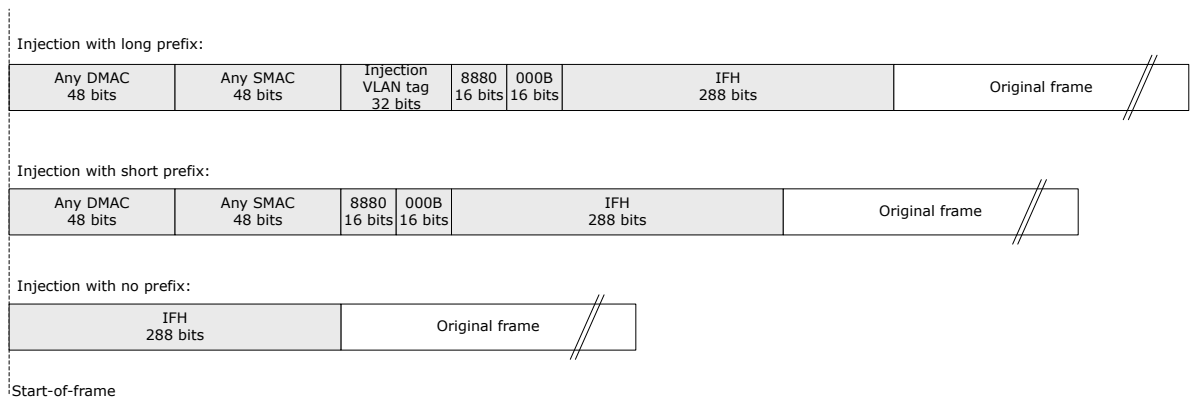 Injection with long prefix:
Any DMAC
48 bits
Any SMAC
48 bits
Injection
VLAN tag
32 bits
8880
16 bits
000B
16 bits
IFH
288 bits
Original frame
Injection with short prefix:
Any DMAC
48 bits
Any SMAC
48 bits
8880
16 bits
000B
16 bits
IFH
288 bits
Original frame
Injection with no prefix:
IFH
288 bits
Original frame
Start-of-frame